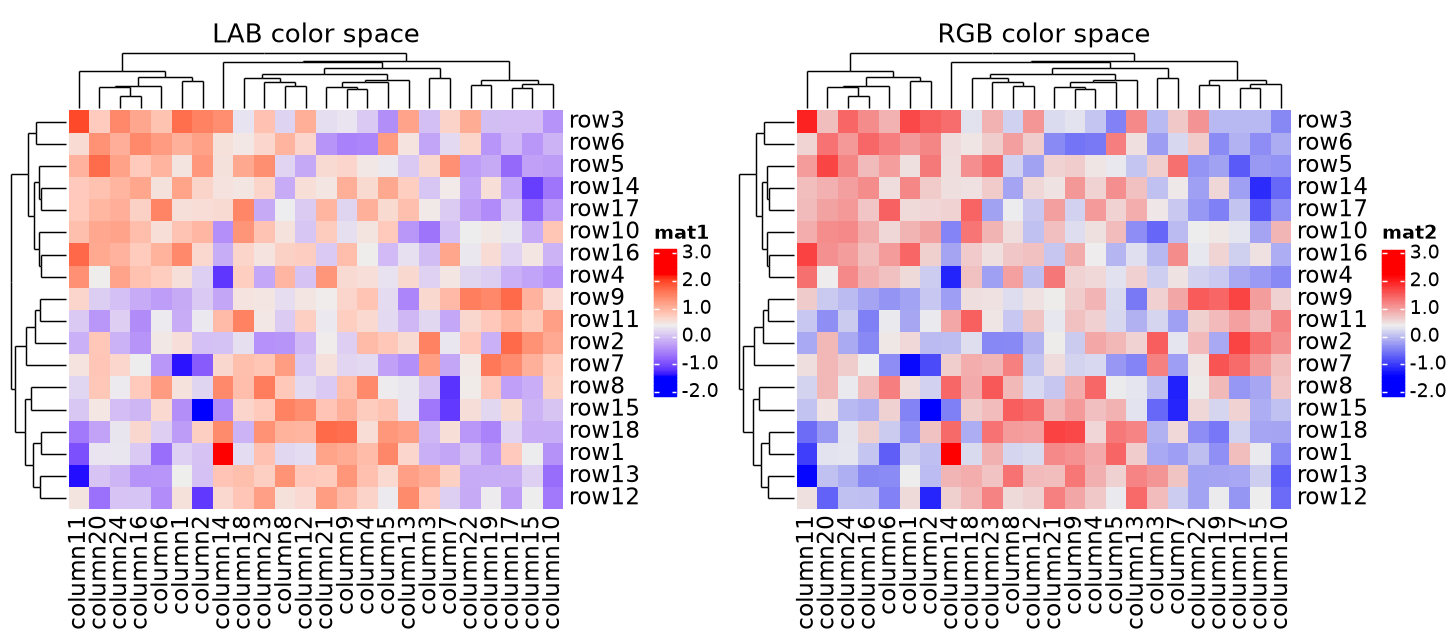 LAB color space
row3
row6
row5
row14
row17
row10
row16
row4
row9
row11
row2
row7
row8
row15
row18
row1
row13
row12
column11
column20
column24
column16
column6
column1
column2
column14
column18
column23
column8
column12
column21
column9
column4
column5
column13
column3
column7
column22
column19
column17
column15
column10
mat1
3.0
2.0
1.0
0.0
-1.0
-2.0
RGB color space
row3
row6
row5
row14
row17
row10
row16
row4
row9
row11
row2
row7
row8
row15
row18
row1
row13
row12
column11
column20
column24
column16
column6
column1
column2
column14
column18
column23
column8
column12
column21
column9
column4
column5
column13
column3
column7
column22
column19
column17
column15
column10
mat2
3.0
2.0
1.0
0.0
-1.0
-2.0